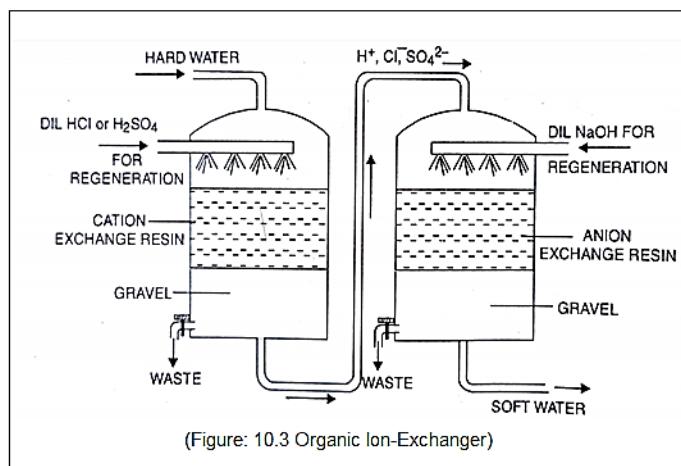 HARD WATER
H⁺, Cl,⁻SO₄²⁻
DIL HCl or H₂SO₄
FOR
REGENERATION
DIL NaOH FOR
REGENERATION
CATION
EXCHANGE RESIN
ANION
EXCHANGE RESIN
GRAVEL
GRAVEL
WASTE
WASTE
SOFT WATER
(Figure: 10.3 Organic Ion-Exchanger)